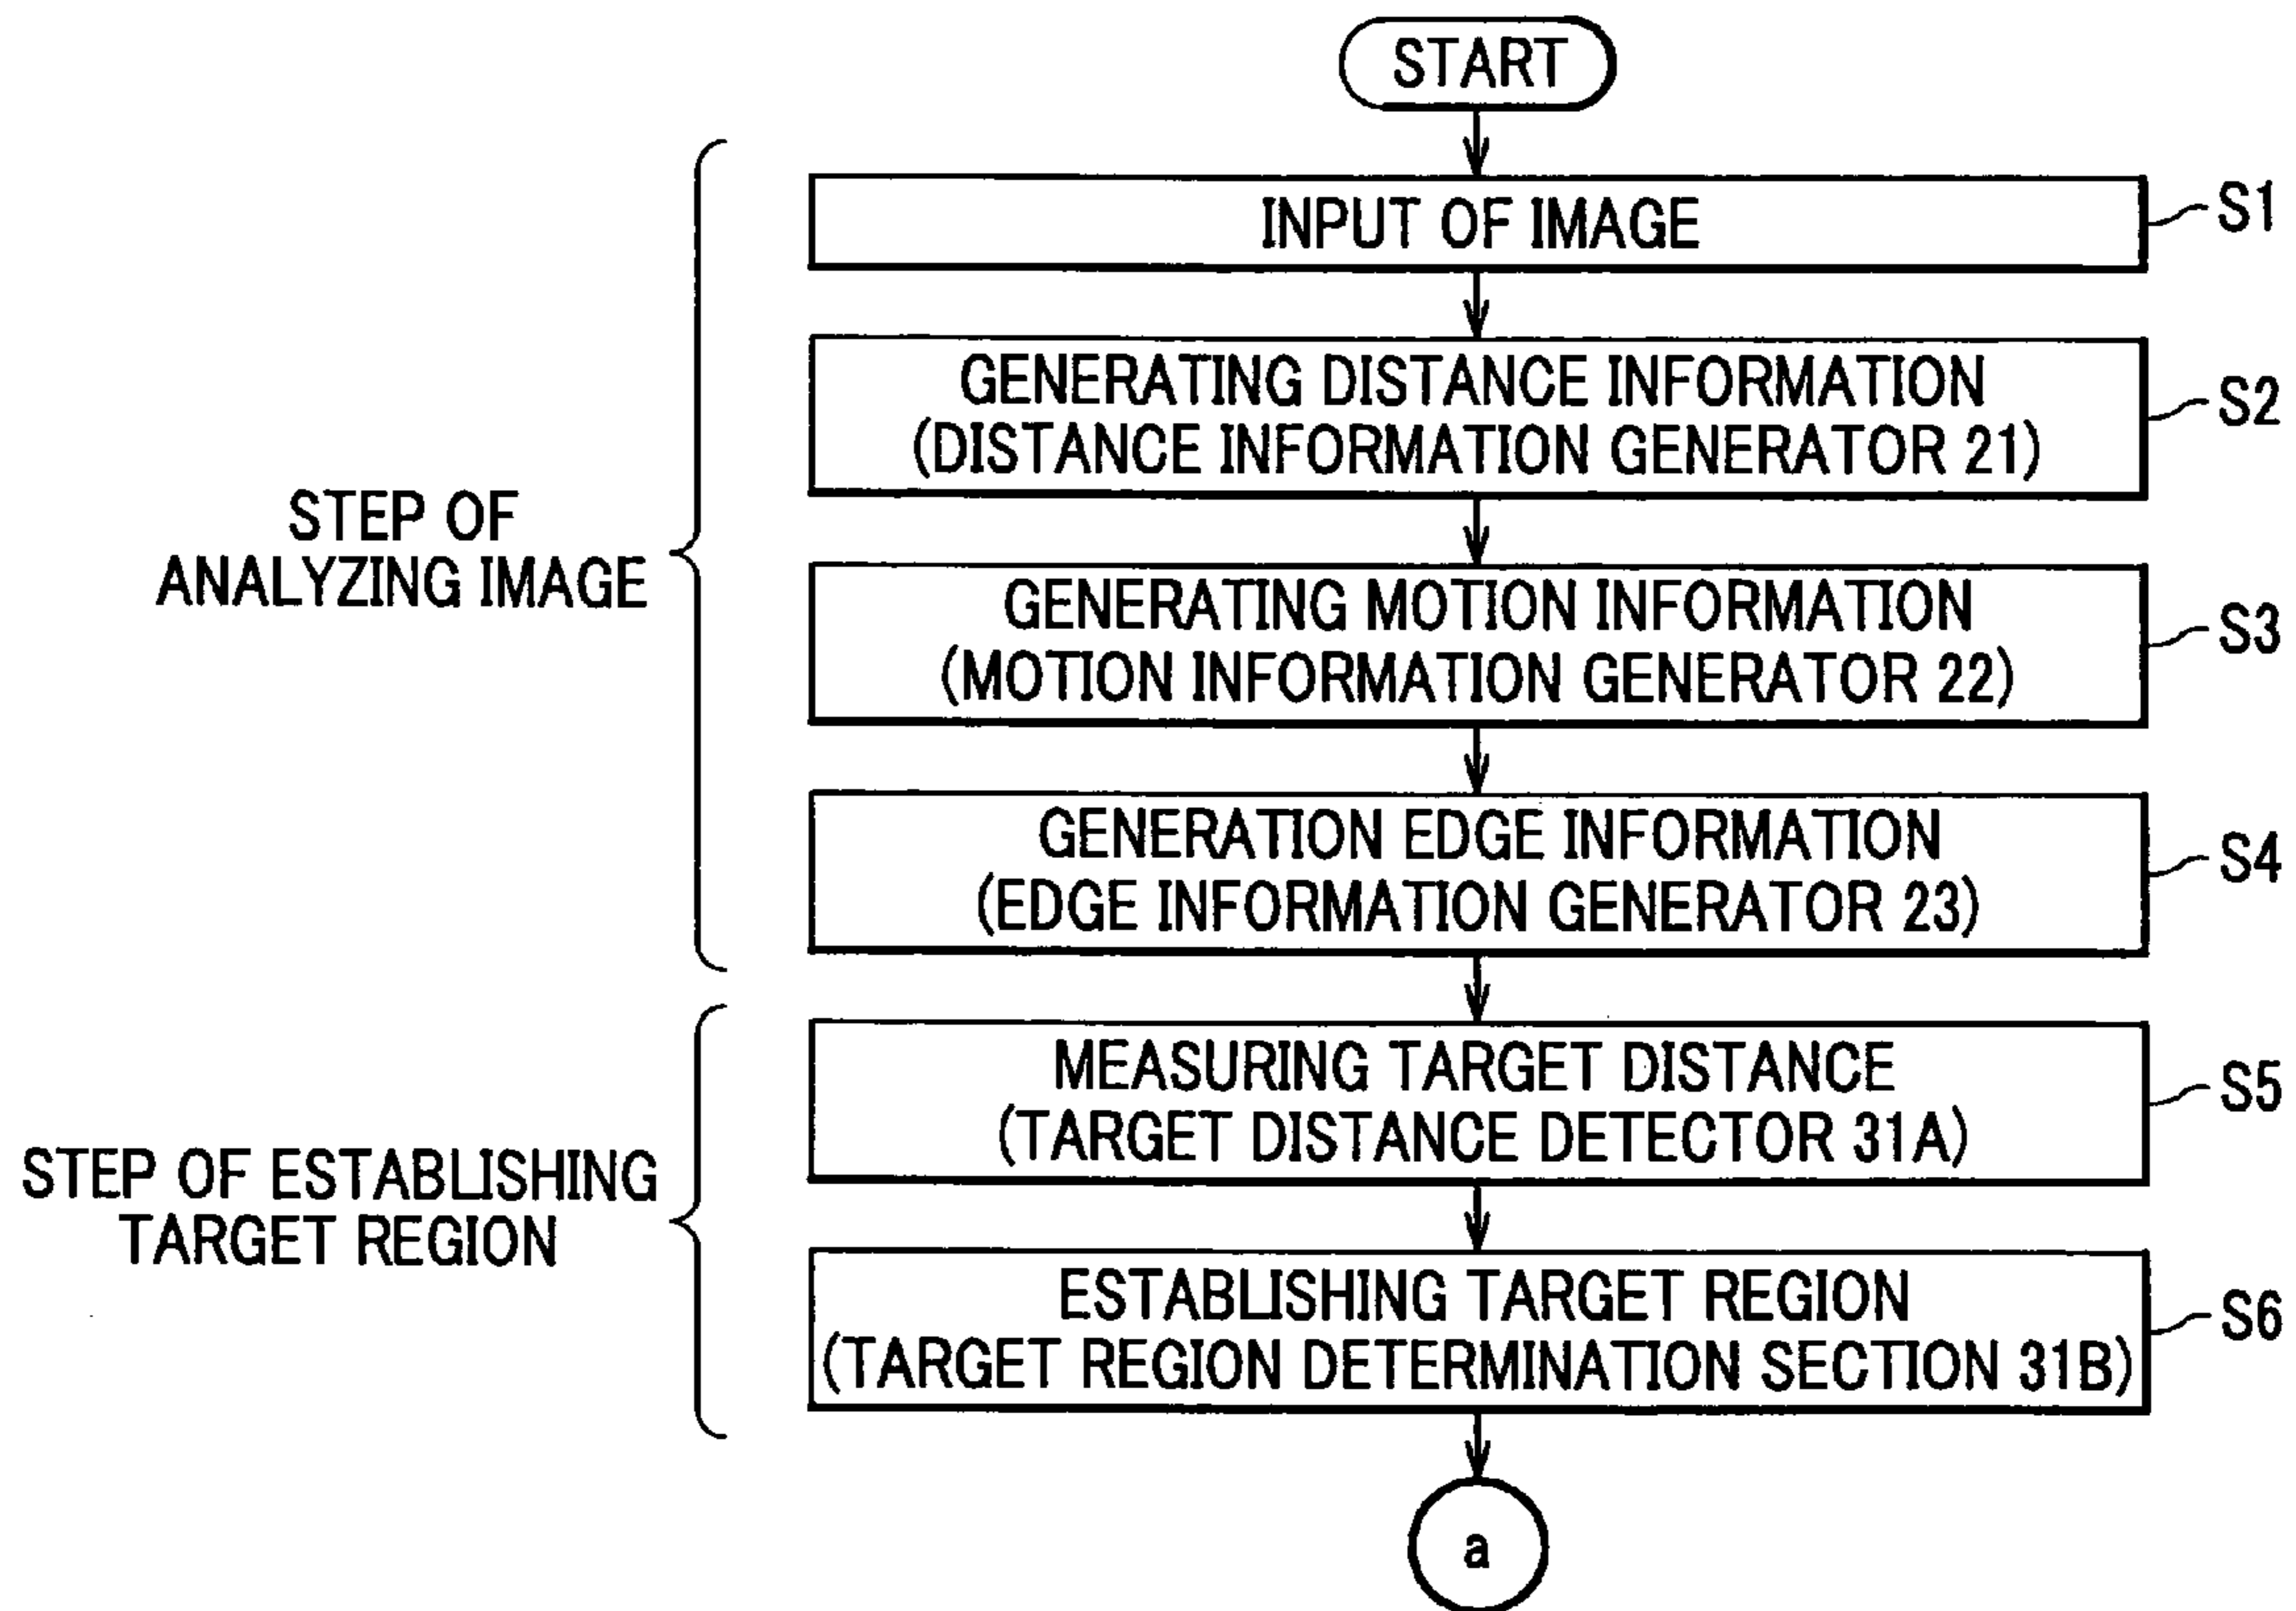 START
INPUT OF IMAGE
S1
GENERATING DISTANCE INFORMATION
(DISTANCE INFORMATION GENERATOR 21)
S2
STEP OF
ANALYZING IMAGE
GENERATING MOTION INFORMATION
(MOTION INFORMATION GENERATOR 22)
S3
GENERATION EDGE INFORMATION
(EDGE INFORMATION GENERATOR 23)
S4
MEASURING TARGET DISTANCE
(TARGET DISTANCE DETECTOR 31A)
S5
STEP OF ESTABLISHING
TARGET REGION
ESTABLISHING TARGET REGION
(TARGET REGION DETERMINATION SECTION 31B)
S6
a